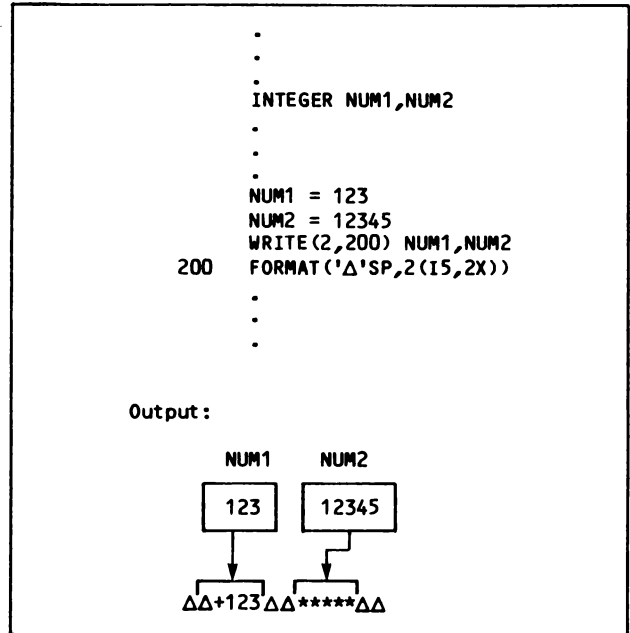 .
.
.
INTEGER NUM1,NUM2
.
.
.
NUM1 = 123
NUM2 = 12345
WRITE(2,200) NUM1,NUM2
200 FORMAT('Δ'SP,2(I5,2X))
.
.
.
Output:
NUM1 NUM2
123 12345
ΔΔ+123ΔΔ*****ΔΔ